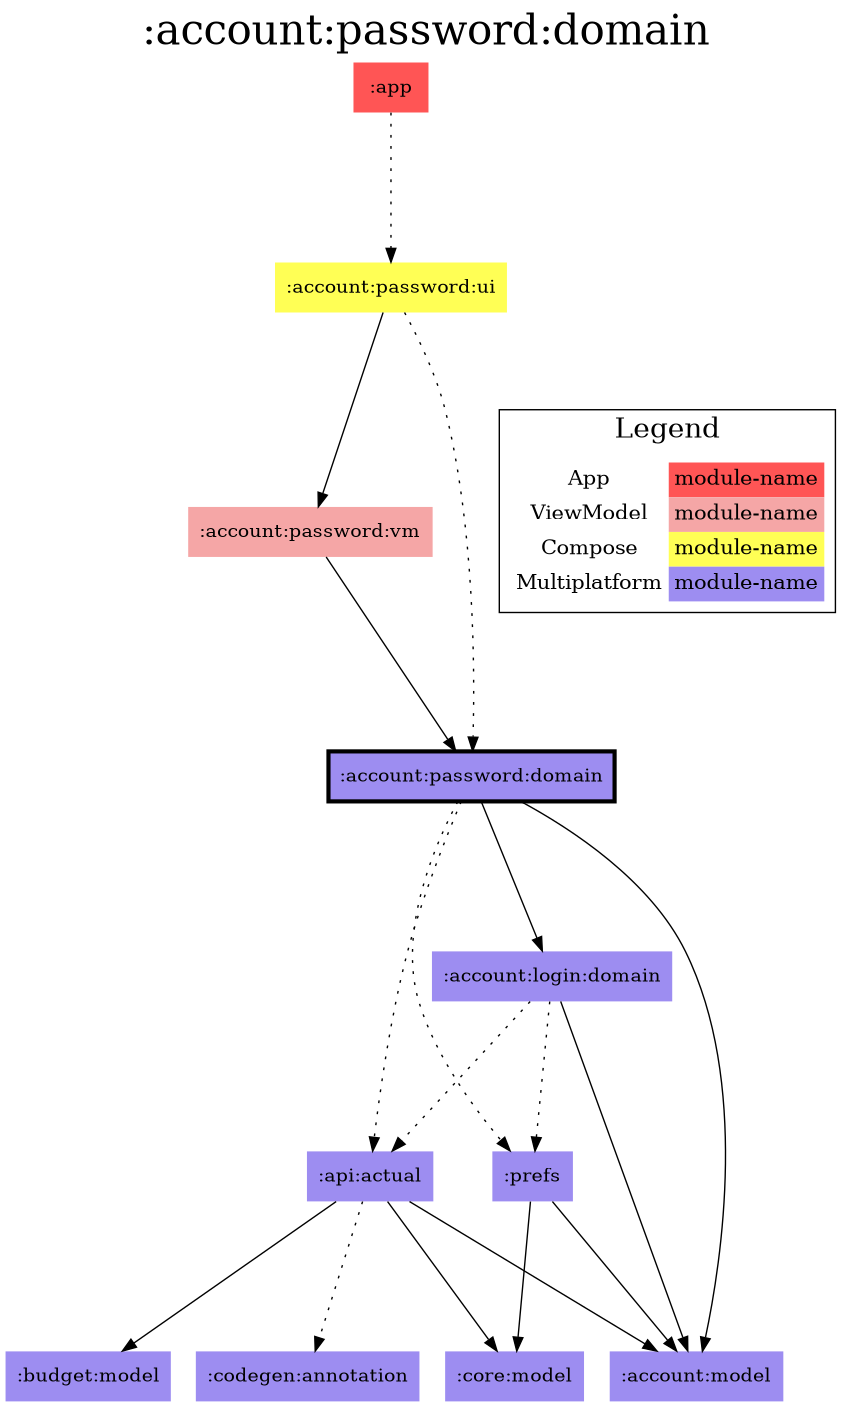 :account:password:domain
:app
:account:password:ui
Legend
App module-name
ViewModel module-name
Compose module-name
Multiplatform module-name
:account:password:vm
:account:password:domain
:account:login:domain
:api:actual
:prefs
:budget:model
:codegen:annotation
:core:model
:account:model